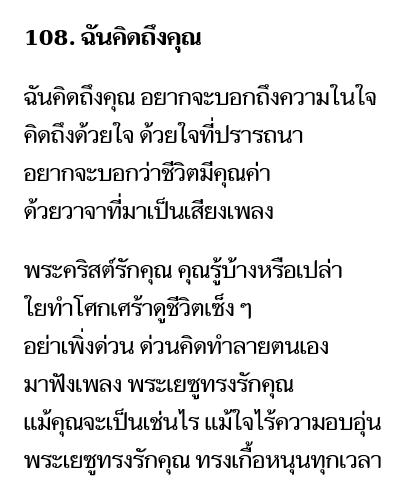 108. ฉันคิดถึงคุณ
ฉันคิดถึงคุณ อยากจะบอกถึงความในใจ
คิดถึงด้วยใจ ด้วยใจที่ปรารถนา
อยากจะบอกว่าชีวิตมีคุณค่า
ด้วยวาจาที่มาเป็นเสียงเพลง
พระคริสต์รักคุณ คุณรู้บ้างหรือเปล่า
ใยทำโศกเศร้าดูชีวิตเซ็ง ๆ
อย่าเพิ่งด่วน ด่วนคิดทำลายตนเอง
มาฟังเพลง พระเยซูทรงรักคุณ
แม้คุณจะเป็นเช่นไร แม้ใจไร้ความอบอุ่น
พระเยซูทรงรักคุณ ทรงเกื้อหนุนทุกเวลา